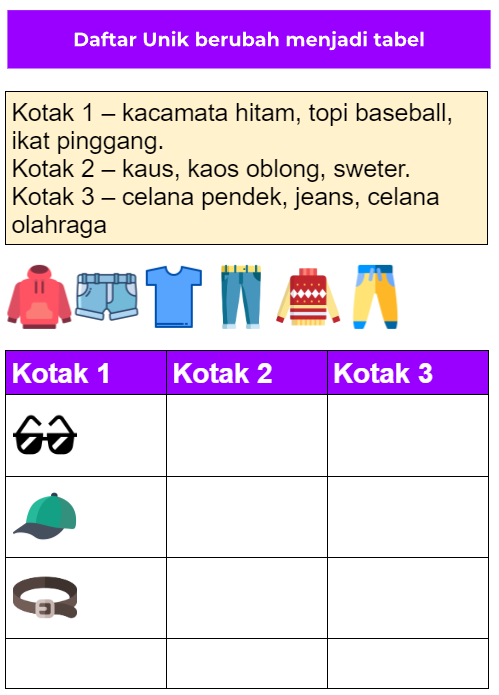 Daftar Unik berubah menjadi tabel
Kotak 1 – kacamata hitam, topi baseball,
ikat pinggang.
Kotak 2 – kaus, kaos oblong, sweter.
Kotak 3 – celana pendek, jeans, celana
olahraga
Kotak 1 Kotak 2 Kotak 3